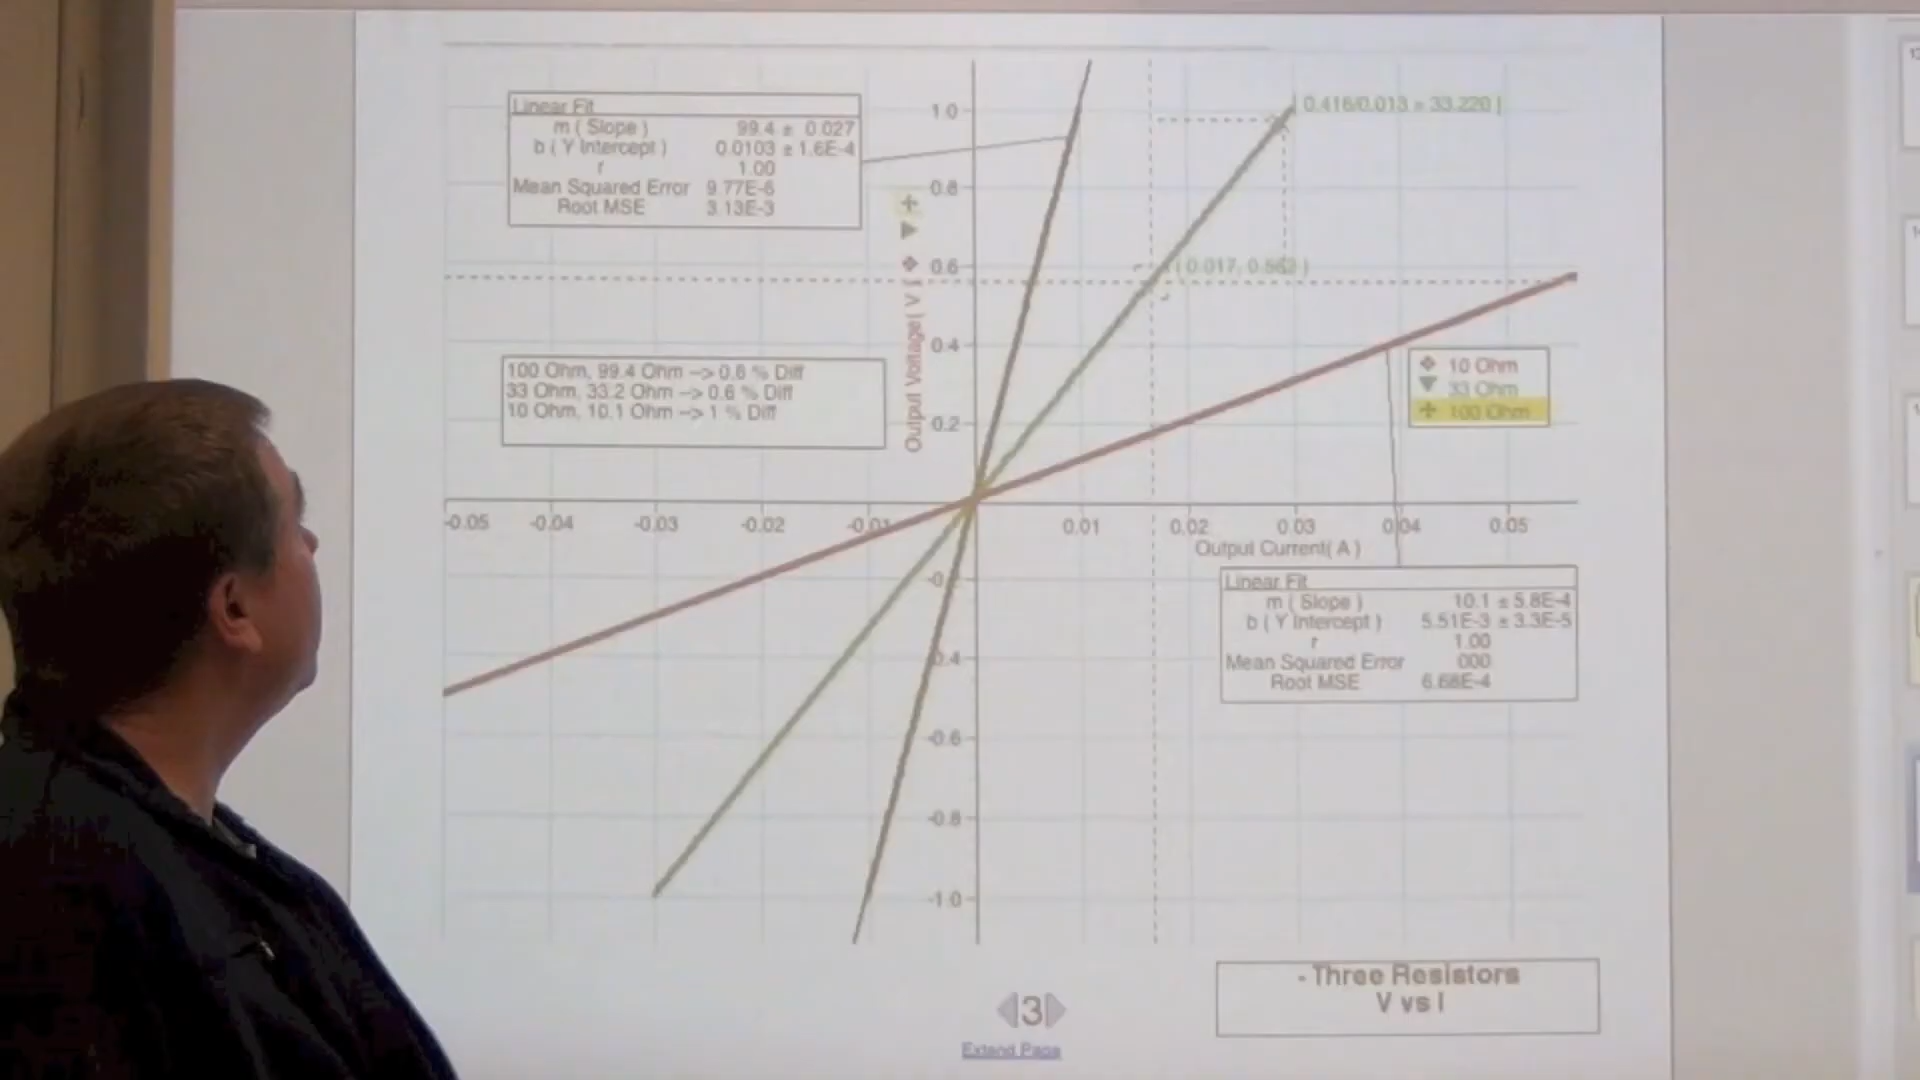 Linear Fit
m ( Slope ) 99.4 ± 0.027
b ( Y Intercept ) 0.0103 ± 1.6E-4
r 1.00
Mean Squared Error 9.77E-6
Root MSE 3.13E-3
[ 0.416/0.013 = 33.220 ]
( 0.017, 0.563 )
1.0
0.8
0.6
0.4
0.2
Output Voltage( V )
100 Ohm, 99.4 Ohm --> 0.6 % Diff
33 Ohm, 33.2 Ohm --> 0.6 % Diff
10 Ohm, 10.1 Ohm --> 1 % Diff
10 Ohm
33 Ohm
100 Ohm
-0.05 -0.04 -0.03 -0.02 -0.01 0.01 0.02 0.03 0.04 0.05
Output Current( A )
-0.6
-0.8
-1.0
Linear Fit
m ( Slope ) 10.1 ± 5.8E-4
b ( Y Intercept ) 5.51E-3 ± 3.3E-5
r 1.00
Mean Squared Error 000
Root MSE 6.68E-4
- Three Resistors
V vs I
3
Extend Page